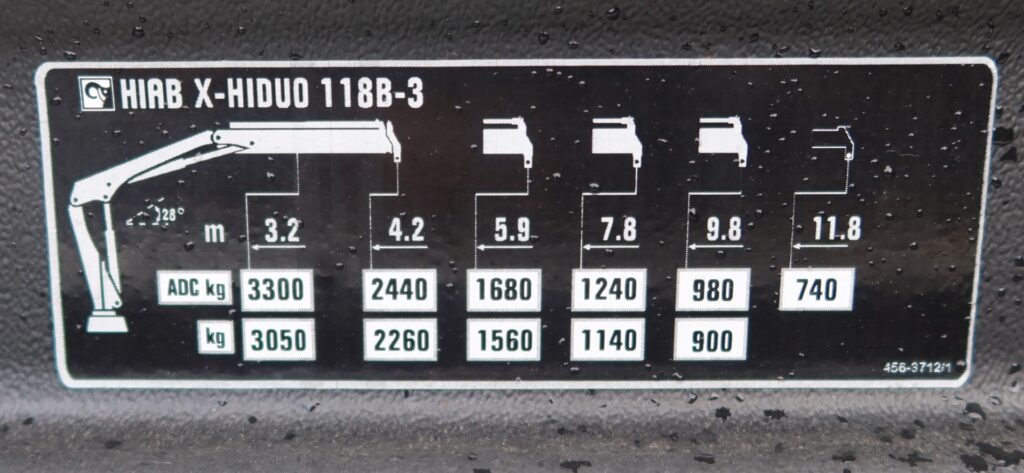 HIAB X-HIDUO 118B-3
28°
m 3.2 4.2 5.9 7.8 9.8 11.8
ADC kg 3300 2440 1680 1240 980 740
kg 3050 2260 1560 1140 900
456-3712/1